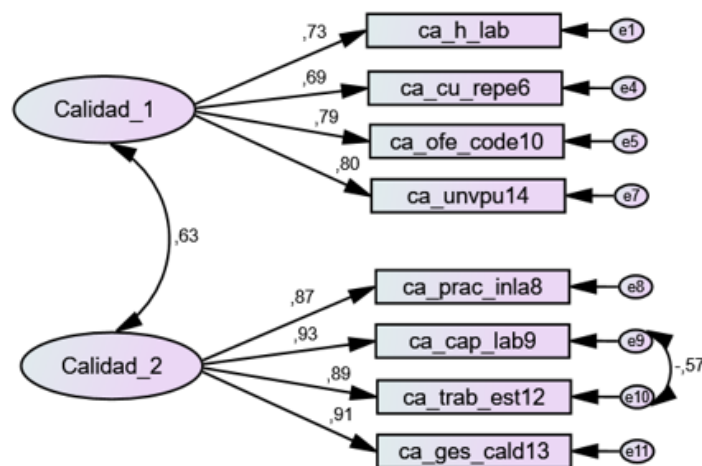 ,73
ca_h_lab
e1
,69
ca_cu_repe6
e4
Calidad_1
,79
ca_ofe_code10
e5
,80
ca_unvpu14
e7
,63
,87
ca_prac_inla8
e8
,93
ca_cap_lab9
e9
Calidad_2
,89
ca_trab_est12
e10
-,57
,91
ca_ges_cald13
e11